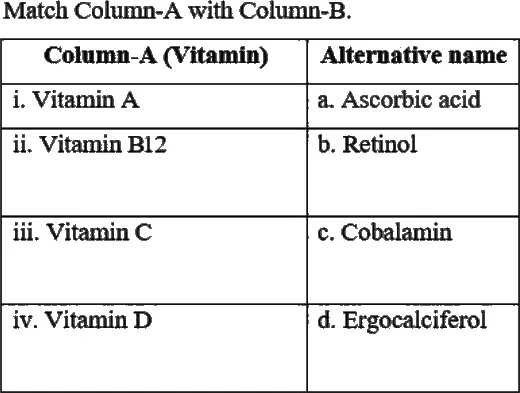 Match Column-A with Column-B.
Column-A (Vitamin) Alternative name
i. Vitamin A a. Ascorbic acid
ii. Vitamin B12 b. Retinol
iii. Vitamin C c. Cobalamin
iv. Vitamin D d. Ergocalciferol